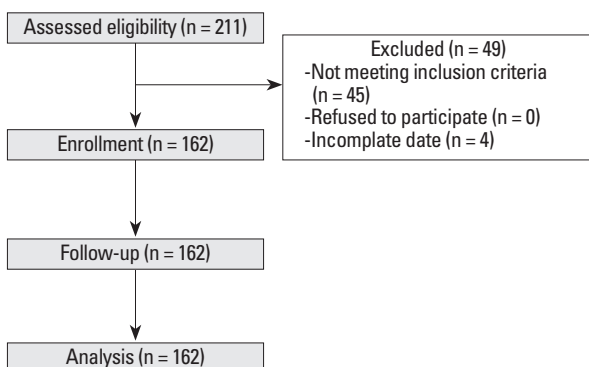 Assessed eligibility (n = 211)
Excluded (n = 49)
-Not meeting inclusion criteria
(n = 45)
-Refused to participate (n = 0)
-Incomplate date (n = 4)
Enrollment (n = 162)
Follow-up (n = 162)
Analysis (n = 162)